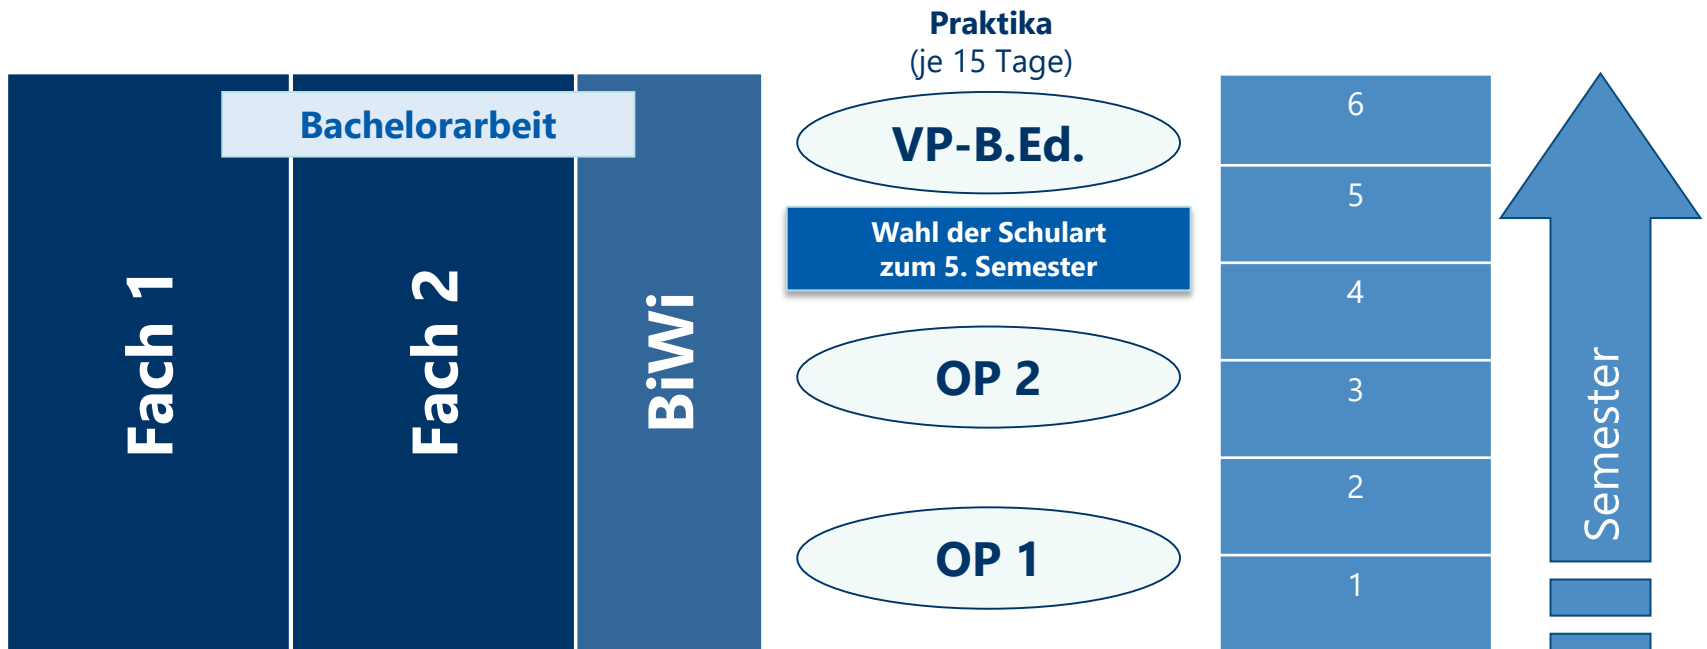 Praktika
(je 15 Tage)
Fach 1
Fach 2
BiWi
Bachelorarbeit
VP-B.Ed.
Wahl der Schulart
zum 5. Semester
OP 2
OP 1
6
5
4
3
2
1
Semester